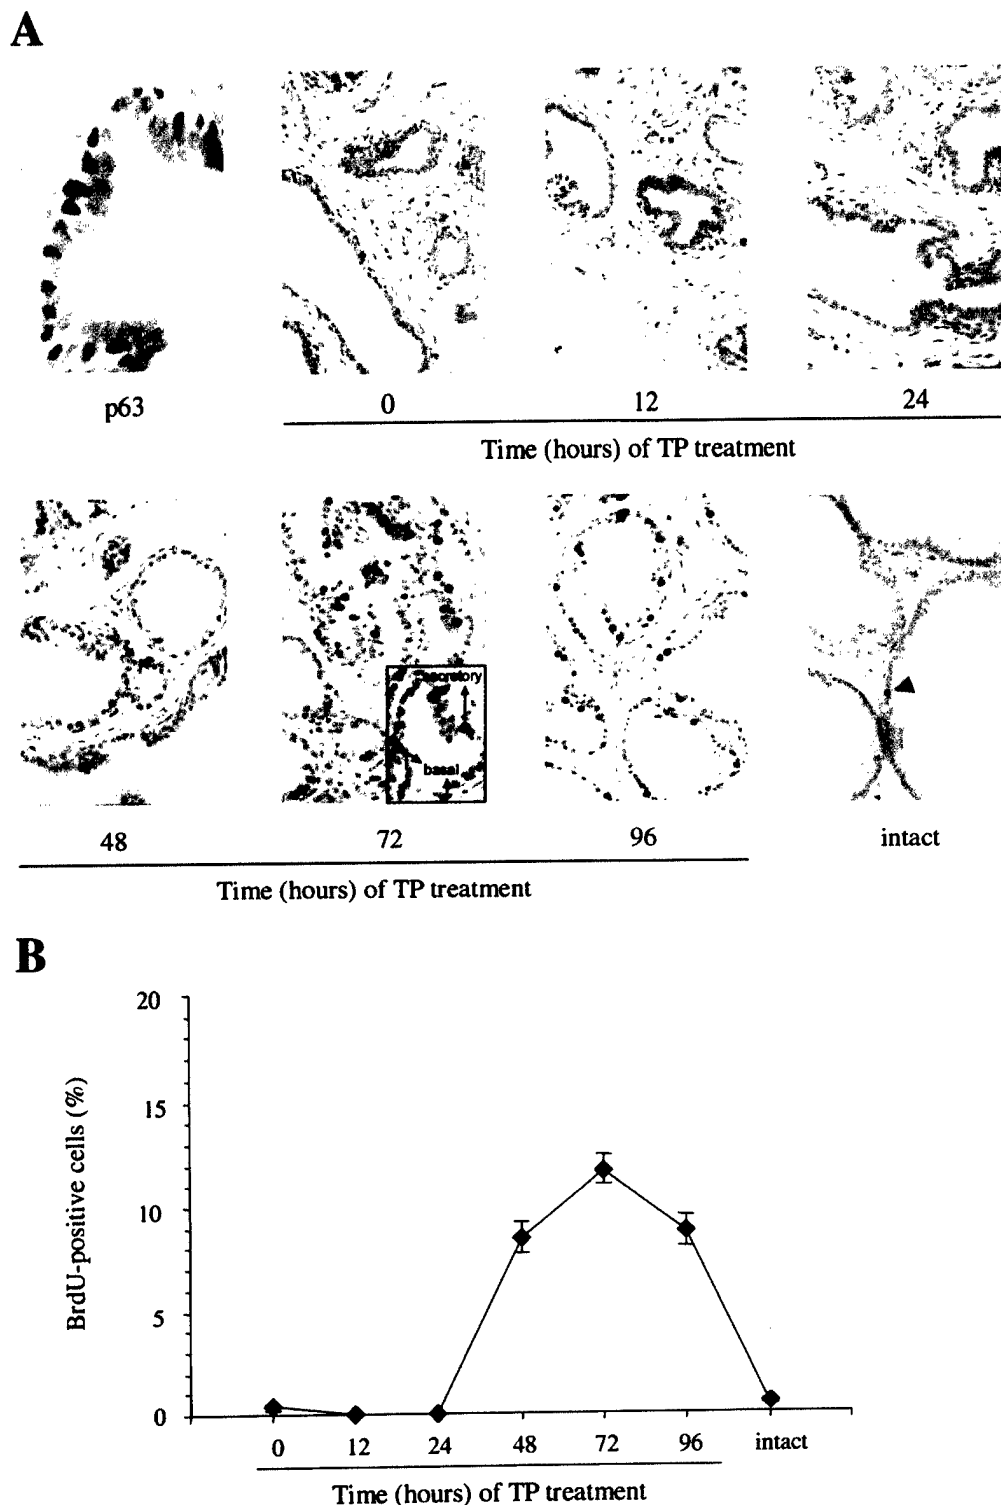 A
p63
0 12 24
Time (hours) of TP treatment
secretory
basal
48 72 96 intact
Time (hours) of TP treatment
B
BrdU-positive cells (%)
20
15
10
5
0
0 12 24 48 72 96 intact
Time (hours) of TP treatment